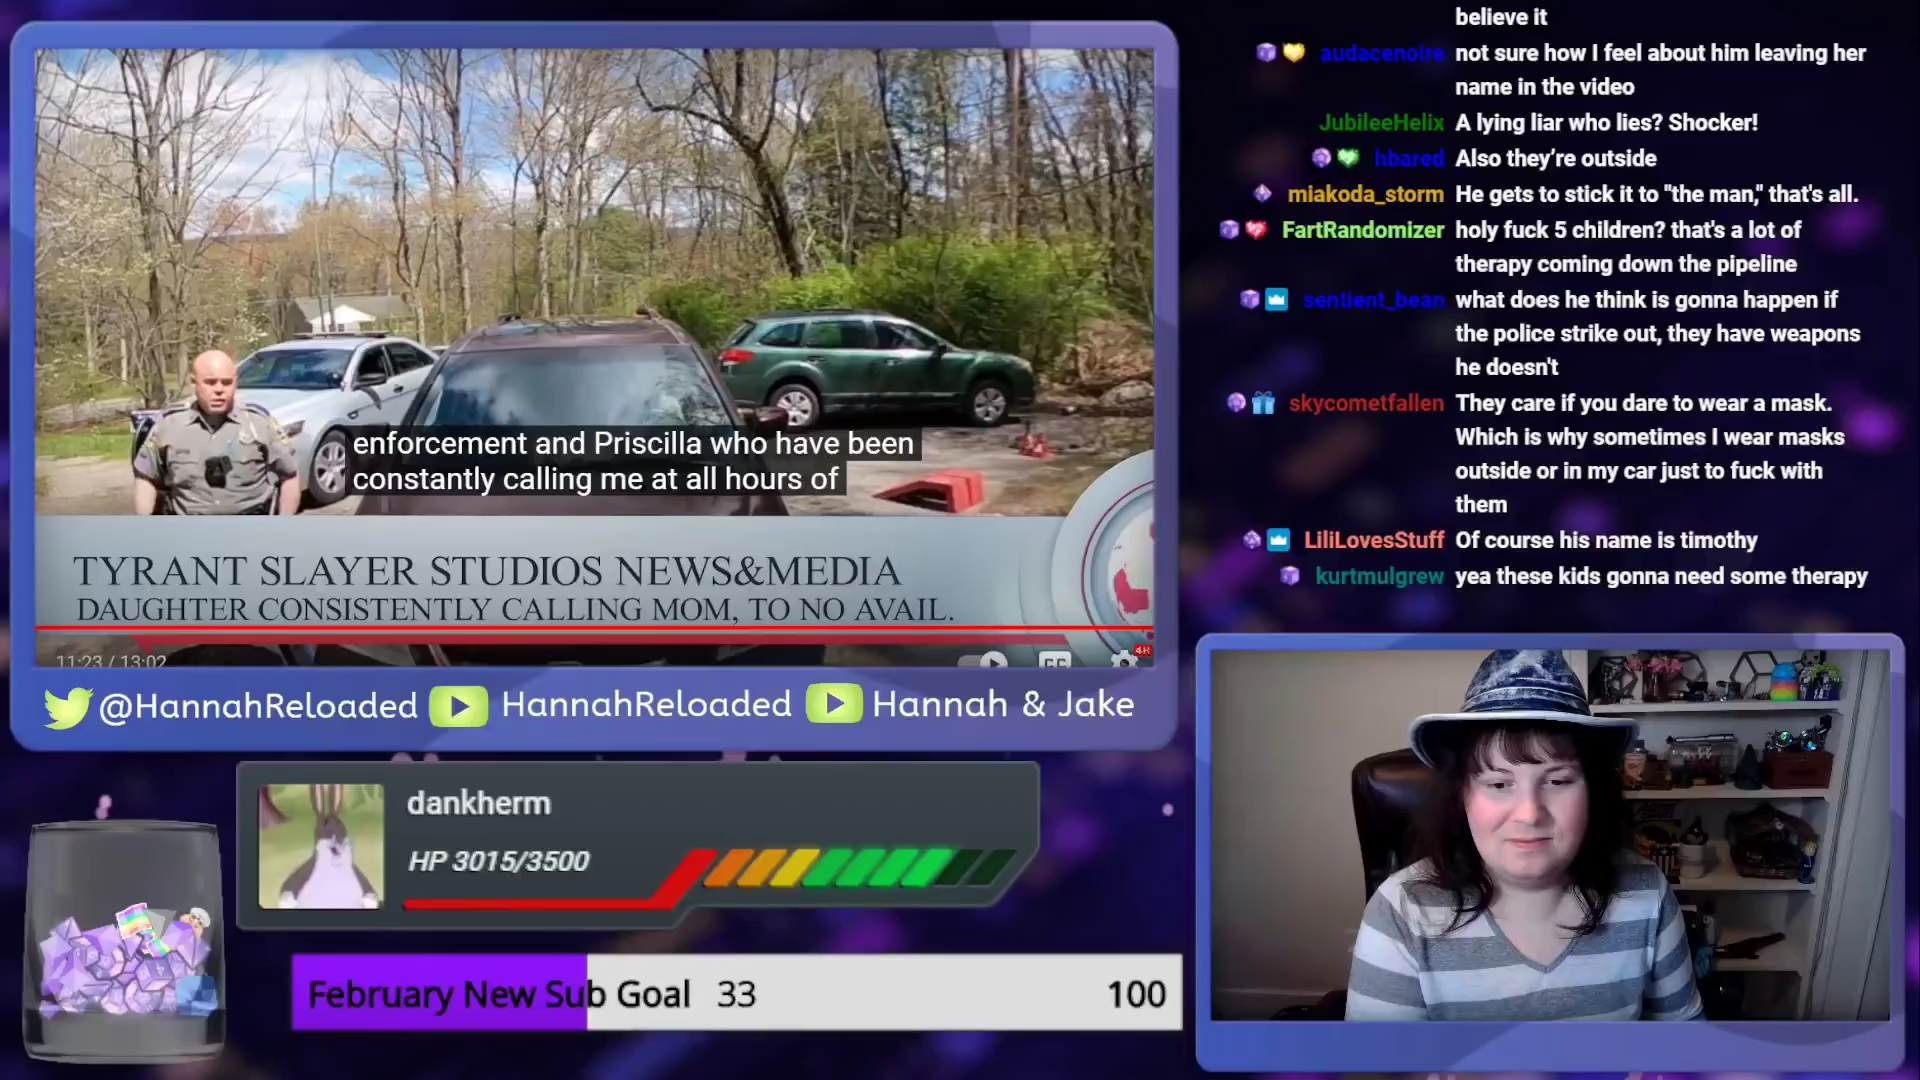 enforcement and Priscilla who have been
constantly calling me at all hours of
TYRANT SLAYER STUDIOS NEWS&MEDIA
DAUGHTER CONSISTENTLY CALLING MOM, TO NO AVAIL.
11:23 / 13:02
CC
4K
@HannahReloaded HannahReloaded Hannah & Jake
dankherm
HP 3015/3500
February New Sub Goal 33 100
believe it
audacenoire not sure how I feel about him leaving her
name in the video
JubileeHelix A lying liar who lies? Shocker!
hbared Also they’re outside
miakoda_storm He gets to stick it to "the man," that's all.
FartRandomizer holy fuck 5 children? that's a lot of
therapy coming down the pipeline
sentient_bean what does he think is gonna happen if
the police strike out, they have weapons
he doesn't
skycometfallen They care if you dare to wear a mask.
Which is why sometimes I wear masks
outside or in my car just to fuck with
them
LiliLovesStuff Of course his name is timothy
kurtmulgrew yea these kids gonna need some therapy